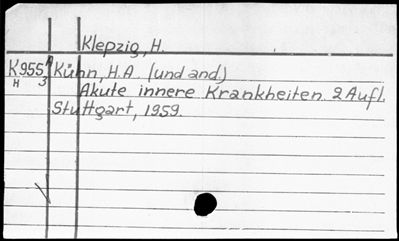 Klepzig, H.
K955 A Kühn, H.A. (und and.)
H 3 Akute innere Krankheiten. 2 Aufl.
Stuttgart, 1959.